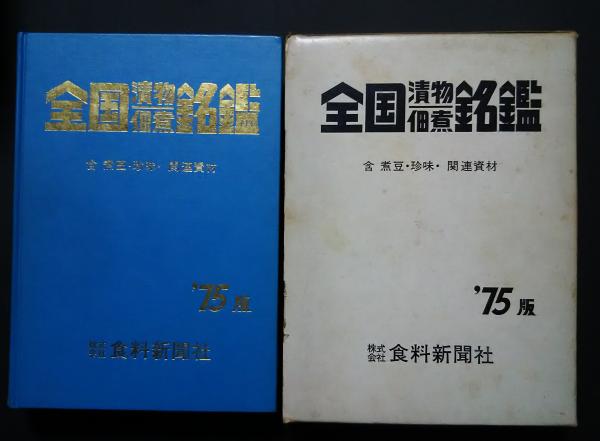 全国漬物佃煮銘鑑
含 煮豆・珍味・関連資材
'75版
株式会社 食料新聞社
全国漬物佃煮銘鑑
含 煮豆・珍味・関連資材
'75版
株式会社 食料新聞社